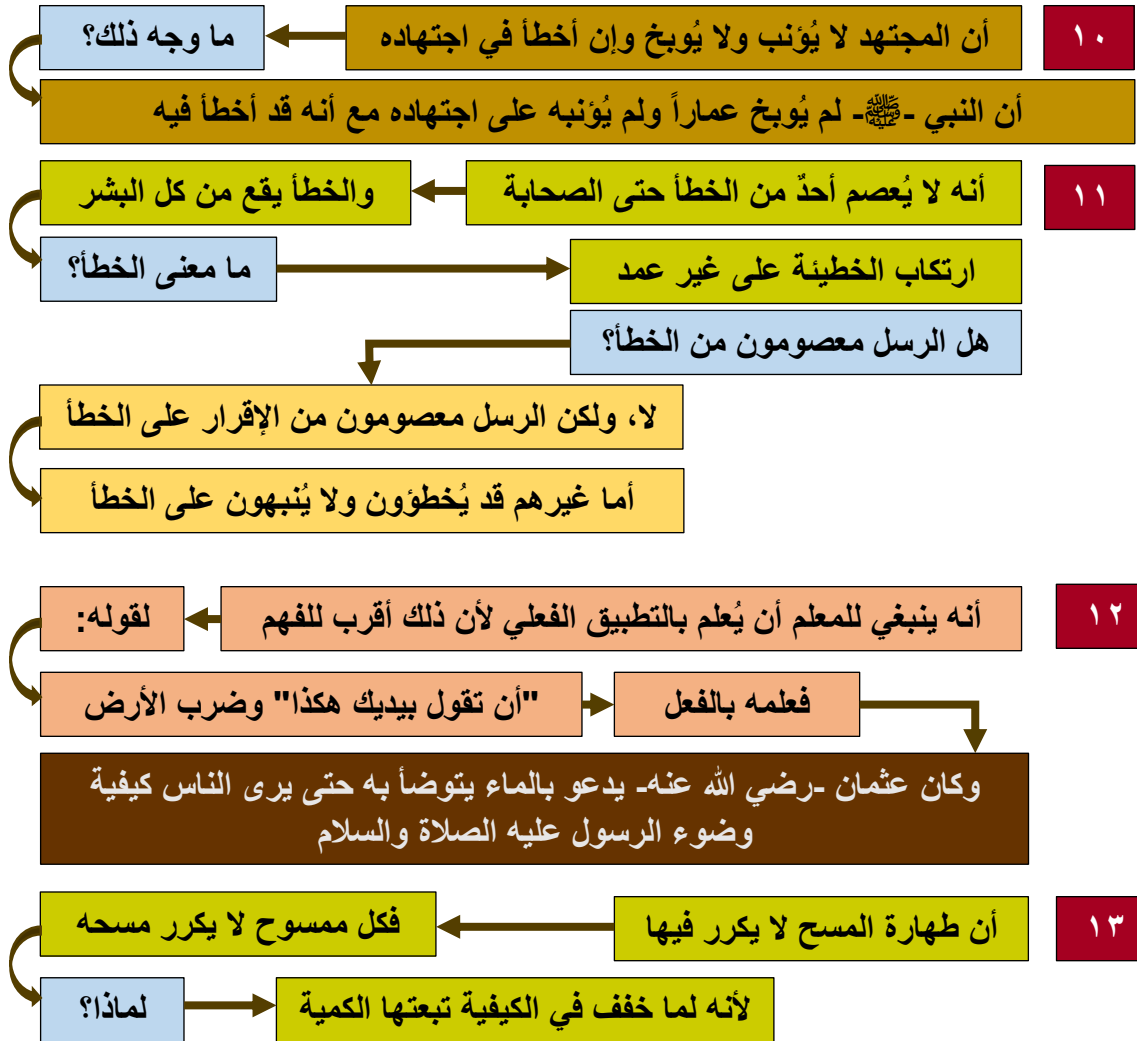 ١٠
أن المجتهد لا يُؤنب ولا يُوبخ وإن أخطأ في اجتهاده
ما وجه ذلك؟
أن النبي -ﷺ- لم يُوبخ عماراً ولم يُؤنبه على اجتهاده مع أنه قد أخطأ فيه
١١
أنه لا يُعصم أحدٌ من الخطأ حتى الصحابة
والخطأ يقع من كل البشر
ما معنى الخطأ؟
ارتكاب الخطيئة على غير عمد
هل الرسل معصومون من الخطأ؟
لا، ولكن الرسل معصومون من الإقرار على الخطأ
أما غيرهم قد يُخطؤون ولا يُنبهون على الخطأ
١٢
أنه ينبغي للمعلم أن يُعلم بالتطبيق الفعلي لأن ذلك أقرب للفهم
لقوله:
"أن تقول بيديك هكذا" وضرب الأرض
فعلمه بالفعل
وكان عثمان -رضي الله عنه- يدعو بالماء يتوضأ به حتى يرى الناس كيفية
وضوء الرسول عليه الصلاة والسلام
١٣
أن طهارة المسح لا يكرر فيها
فكل ممسوح لا يكرر مسحه
لماذا؟
لأنه لما خفف في الكيفية تبعتها الكمية